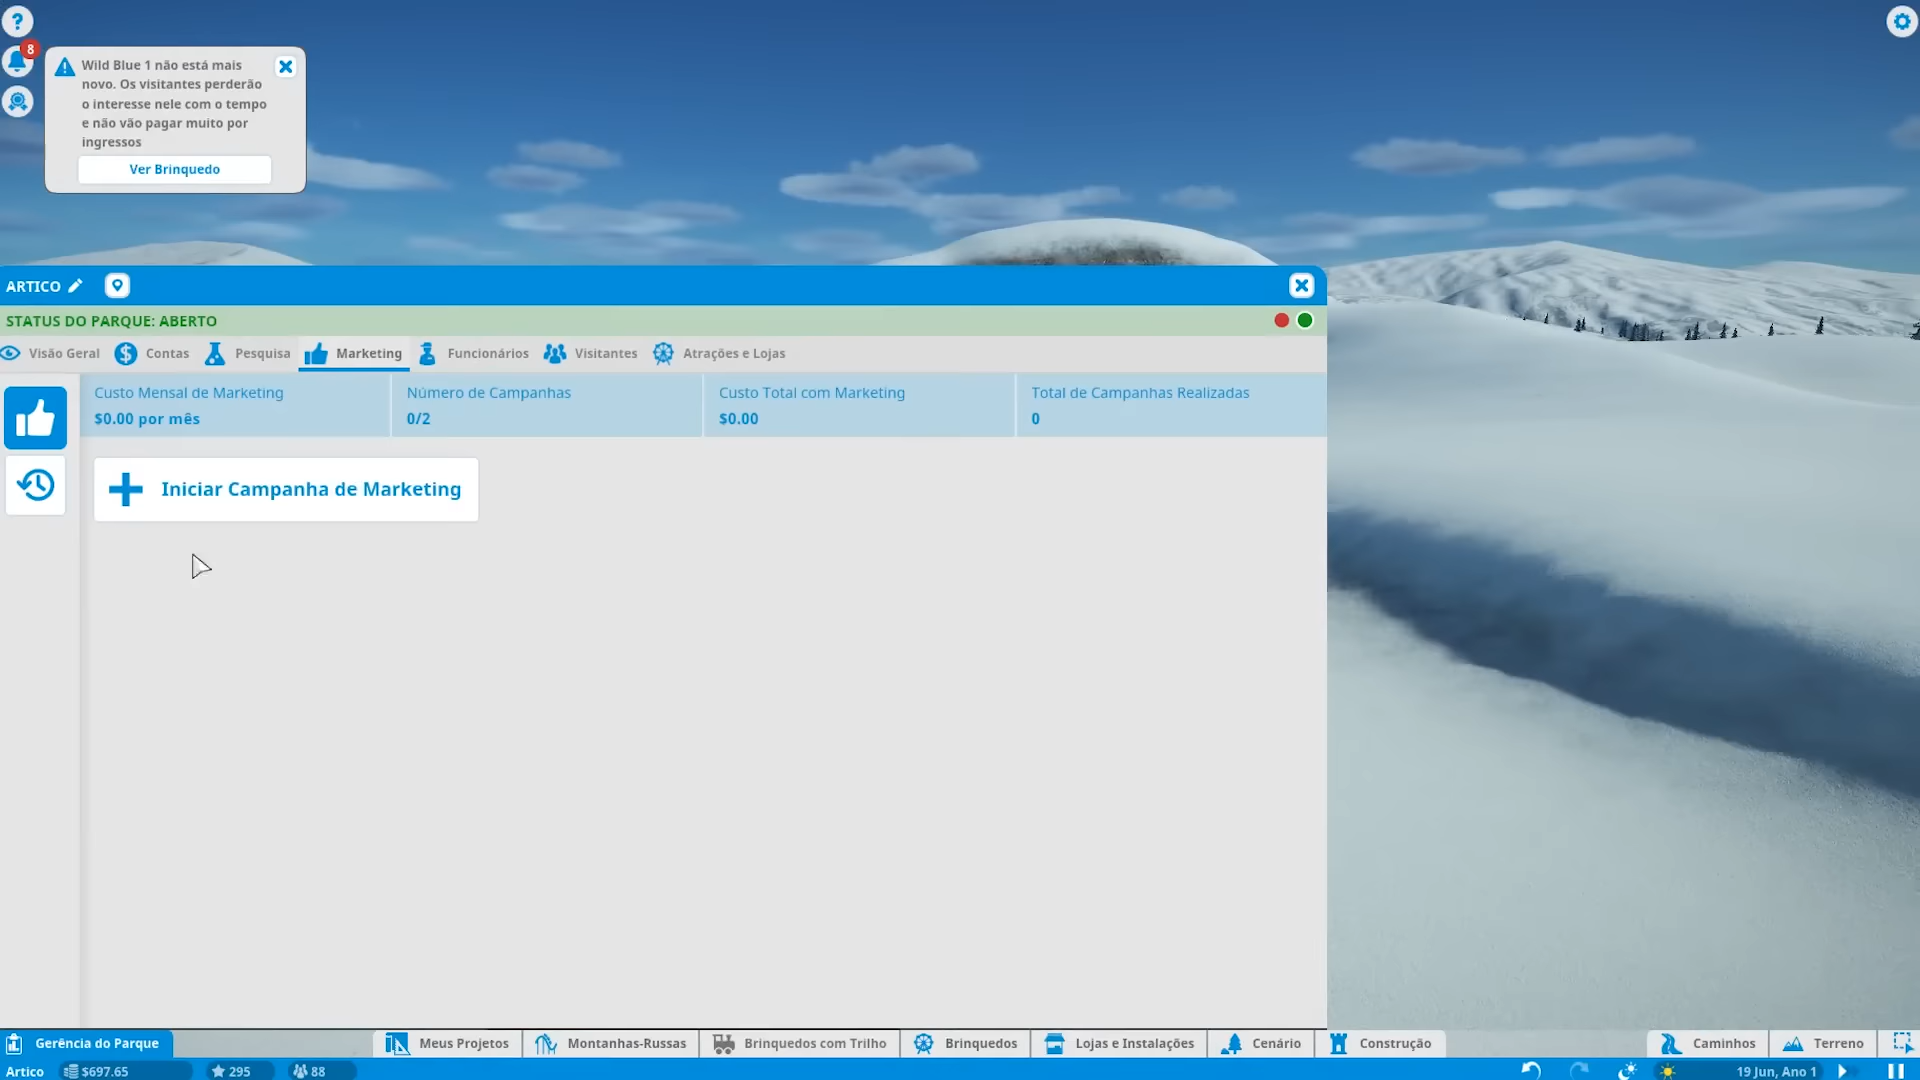 ?
8
Wild Blue 1 não está mais
novo. Os visitantes perderão
o interesse nele com o tempo
e não vão pagar muito por
ingressos
Ver Brinquedo
ARTICO
STATUS DO PARQUE: ABERTO
Visão Geral
Contas
Pesquisa
Marketing
Funcionários
Visitantes
Atrações e Lojas
Custo Mensal de Marketing
$0.00 por mês
Número de Campanhas
0/2
Custo Total com Marketing
$0.00
Total de Campanhas Realizadas
0
Iniciar Campanha de Marketing
Gerência do Parque
Meus Projetos
Montanhas-Russas
Brinquedos com Trilho
Brinquedos
Lojas e Instalações
Cenário
Construção
Caminhos
Terreno
Artico
$697.65
295
88
19 Jun, Ano 1